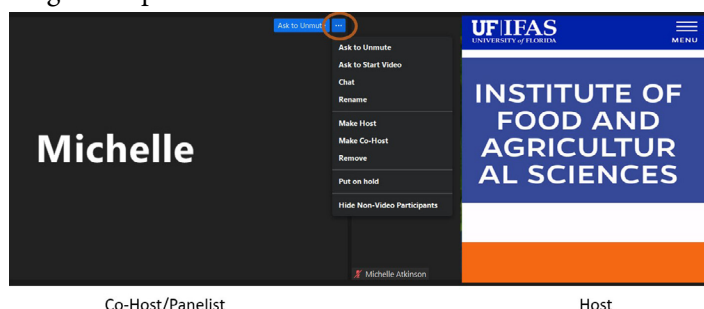 Ask to Unmute ...
Ask to Unmute
Ask to Start Video
Chat
Rename
Make Host
Make Co-Host
Remove
Put on hold
Hide Non-Video Participants
Michelle
Michelle Atkinson
UF|IFAS
UNIVERSITY of FLORIDA
MENU
INSTITUTE OF
FOOD AND
AGRICULTUR
AL SCIENCES
Co-Host/Panelist
Host